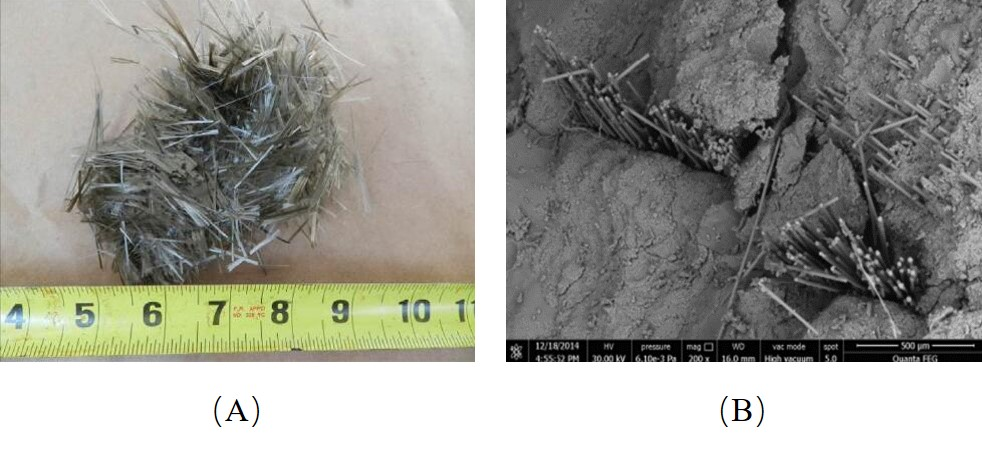 4 5 6 7 8 9 10 11
12/18/2014 HV pressure mag WD vac mode spot 500 µm
4:55:52 PM 30.00 kV 6.10e-3 Pa 200 x 16.0 mm High vacuum 5.0 Quanta FEG
(A) (B)